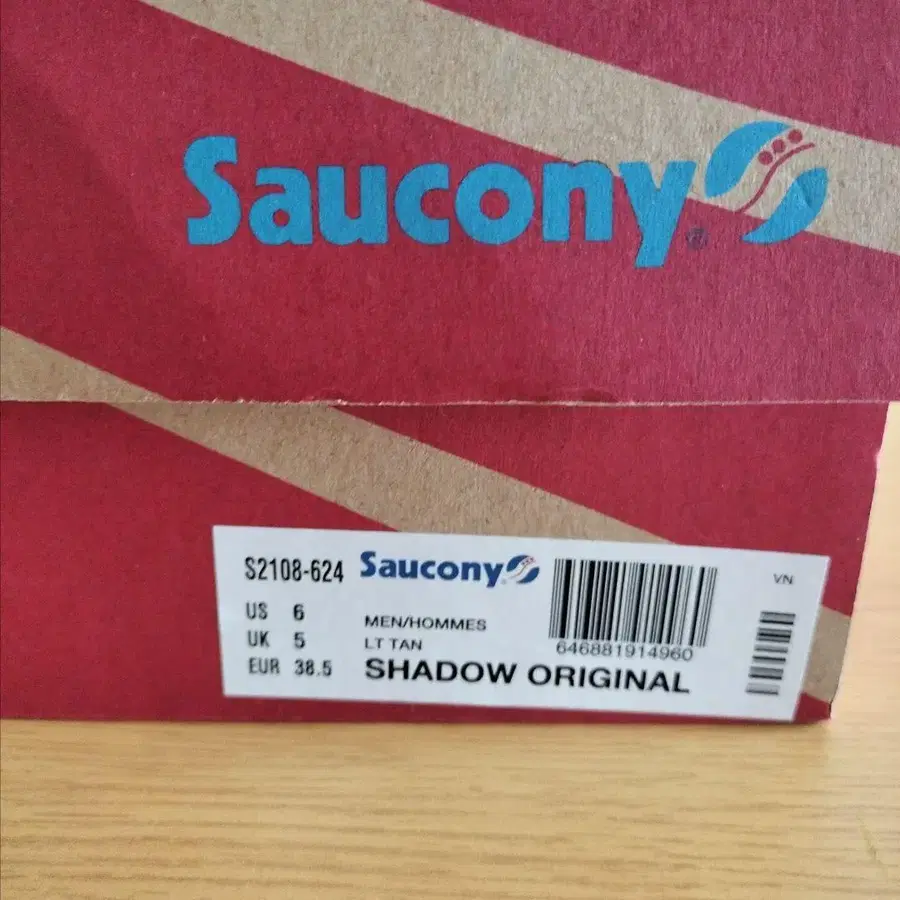 Saucony®
S2108-624 Saucony
VN
US 6
MEN/HOMMES
UK 5
LT TAN
646881914960
EUR 38.5
SHADOW ORIGINAL